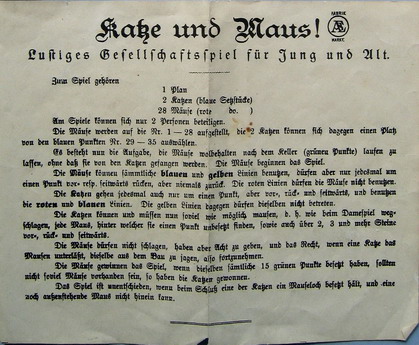 Katze und Maus!
FABRIK
MARKE.
Lustiges Gesellschaftsspiel für Jung und Alt.
Zum Spiel gehören
1 Plan
2 Katzen (blaue Setzstücke)
28 Mäuse (rote do. )
Am Spiele können sich nur 2 Personen beteiligen.
Die Mäuse werden auf die Nr. 1 — 28 aufgestellt, die 2 Katzen können sich dagegen einen Platz
von den blauen Punkten Nr. 29 — 35 auswählen.
Es besteht nun die Aufgabe, die Mäuse wolbehalten nach dem Keller (grünen Punkte) laufen zu
lassen, ohne daß sie von den Katzen gefangen werden. Die Mäuse beginnen das Spiel.
Die Mäuse können sämmtliche blauen und gelben Linien benutzen, dürfen aber nur jedesmal um
einen Punkt vor- resp. seitwärts rücken, aber niemals zurück. Die roten Linien dürfen die Mäuse nicht benutzen.
Die Katzen gehen jedesmal auch nur um einen Punkt, aber vor-, rück- und seitwärts, und benutzen
die roten und blauen Linien. Die gelben Linien dagegen dürfen dieselben nicht betreten.
Die Katzen können und müssen nun soviel wie möglich mausen, d. h. wie beim Damespiel weg-
schlagen, jede Maus, hinter welcher sie einen Punkt unbesetzt finden, sowie auch über 2, 3 und mehr Steine
vor-, rück- und seitwärts.
Die Mäuse dürfen nicht schlagen, haben aber Acht zu geben, und das Recht, wenn eine Katze das
Mausen unterläßt, dieselbe aus dem Bau zu jagen, also fortzunehmen.
Die Mäuse gewinnen das Spiel, wenn dieselben sämtliche 15 grünen Punkte besetzt haben, sollten
nicht soviel Mäuse vorhanden sein, so haben die Katzen gewonnen.
Das Spiel ist unentschieden, wenn beim Schluß eine der Katzen ein Mauseloch besetzt hält, und eine
noch außenstehende Maus nicht hinein kann.